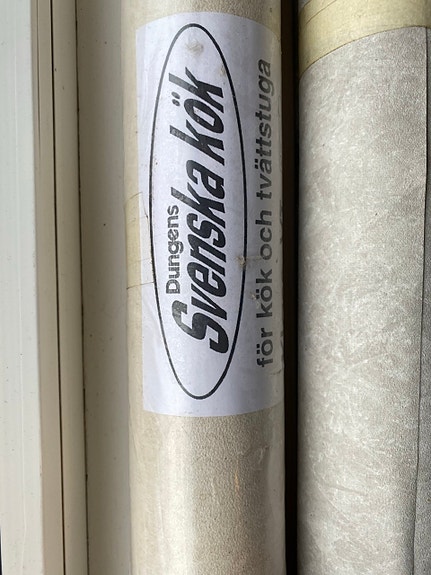 Dungens
Svenska kök
för kök och tvättstuga